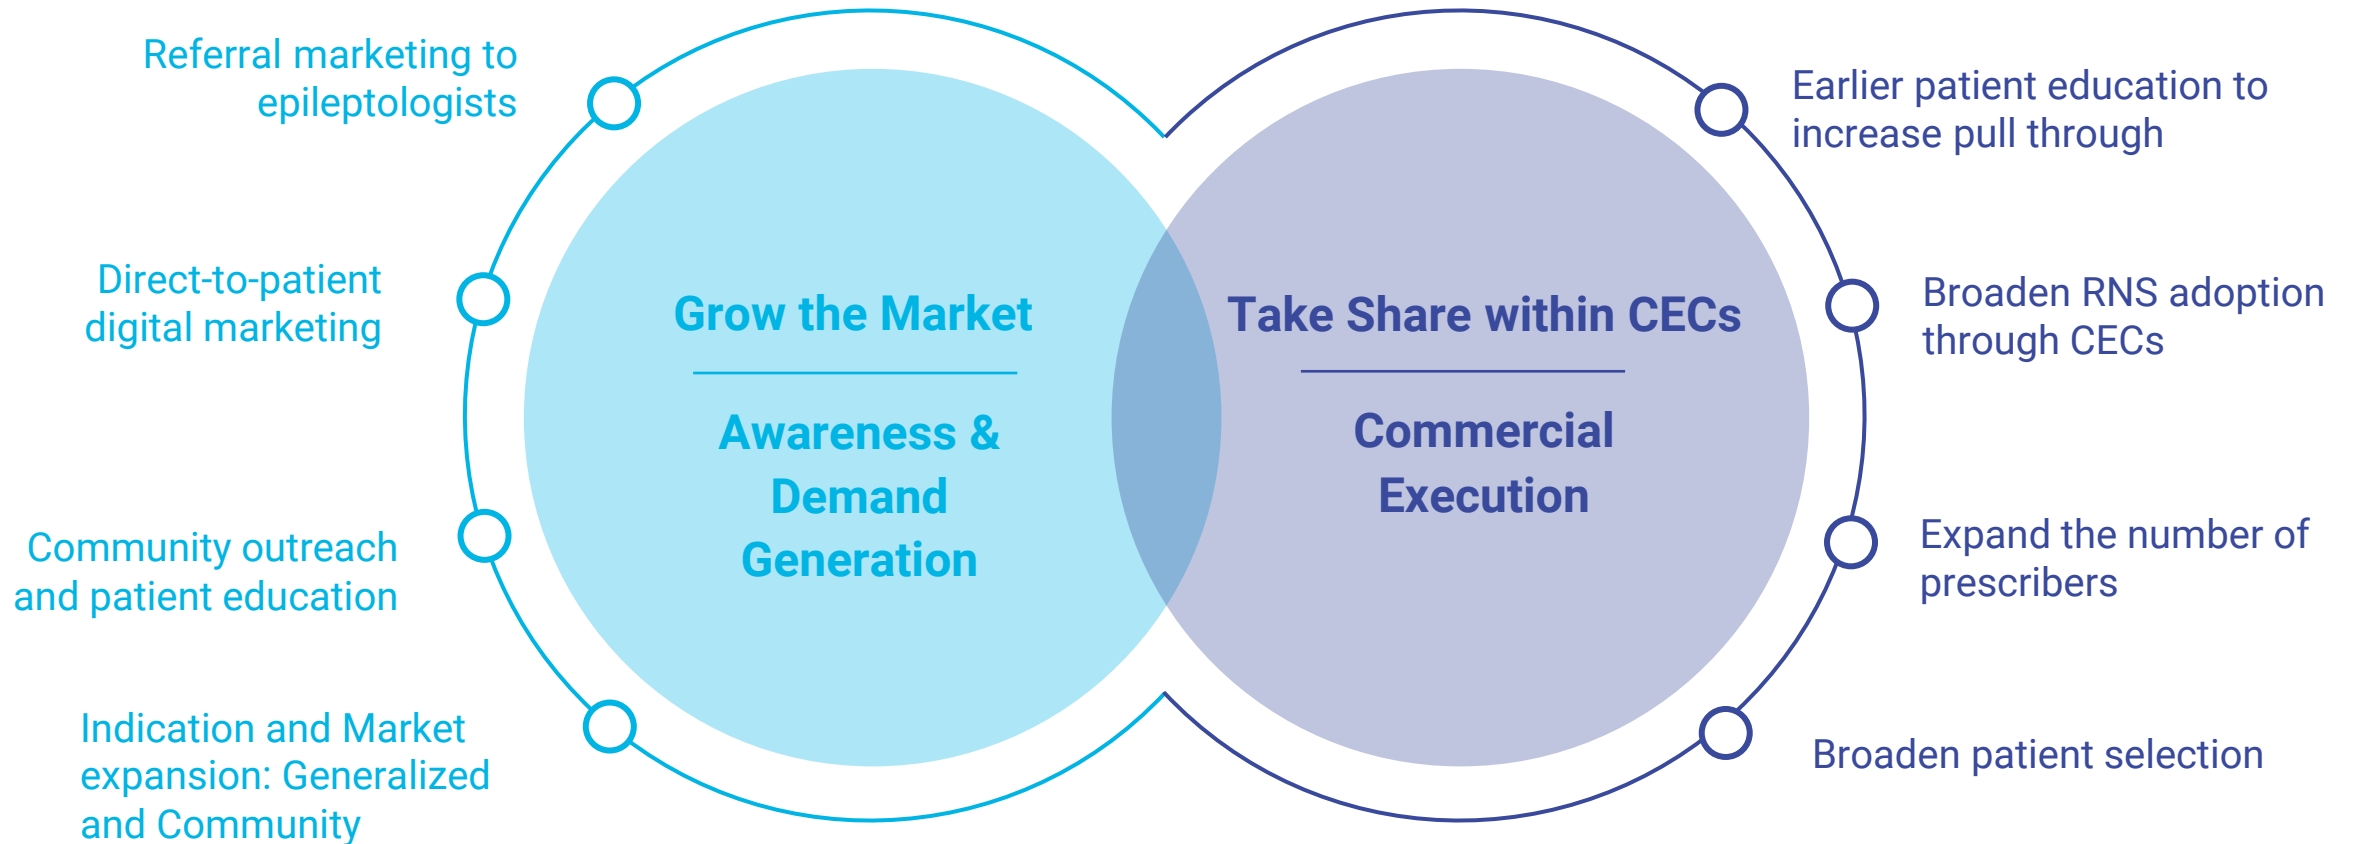 Referral marketing to
epileptologists
Direct-to-patient
digital marketing
Community outreach
and patient education
Indication and Market
expansion: Generalized
and Community
Grow the Market
Awareness &
Demand
Generation
Take Share within CECs
Commercial
Execution
Earlier patient education to
increase pull through
Broaden RNS adoption
through CECs
Expand the number of
prescribers
Broaden patient selection